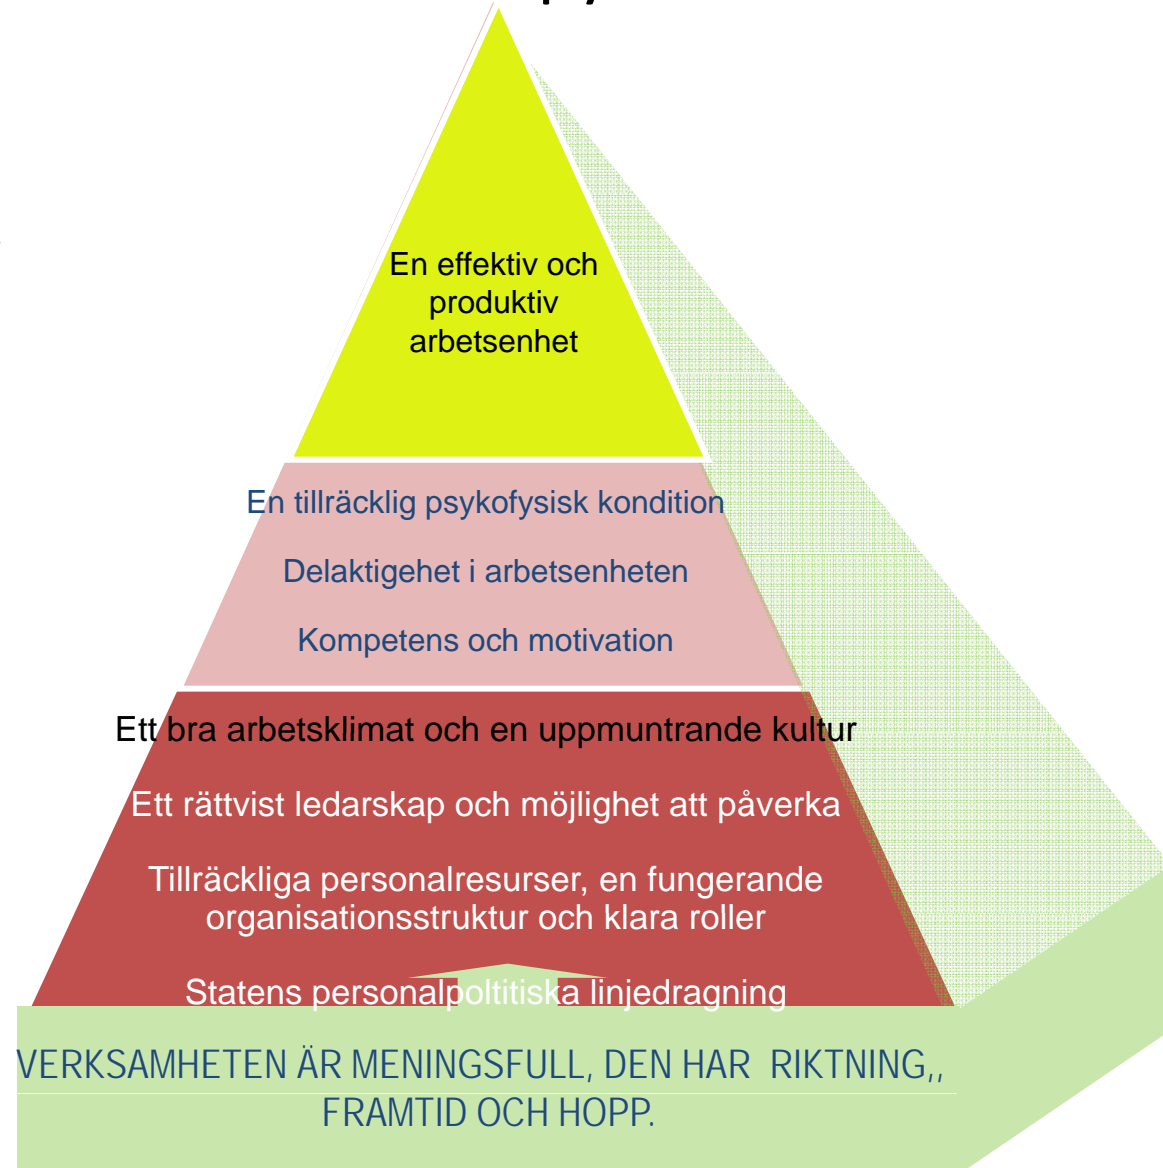 En effektiv och
produktiv
arbetsenhet
En tillräcklig psykofysisk kondition
Delaktigehet i arbetsenheten
Kompetens och motivation
Ett bra arbetsklimat och en uppmuntrande kultur
Ett rättvist ledarskap och möjlighet att påverka
Tillräckliga personalresurser, en fungerande
organisationsstruktur och klara roller
Statens personalpoltitiska linjedragning
VERKSAMHETEN ÄR MENINGSFULL, DEN HAR RIKTNING,,
FRAMTID OCH HOPP.